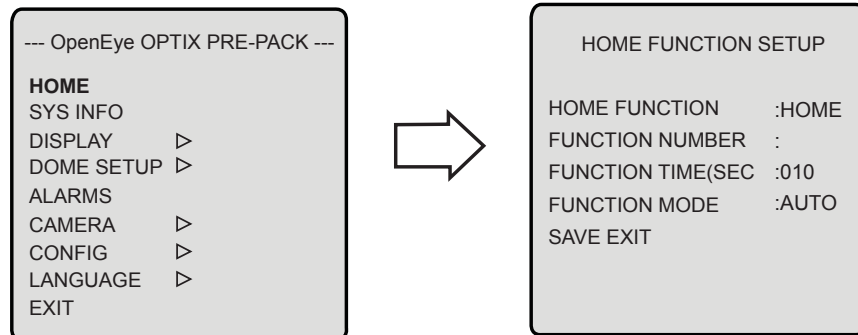 --- OpenEye OPTIX PRE-PACK ---
HOME
SYS INFO
DISPLAY ▷
DOME SETUP ▷
ALARMS
CAMERA ▷
CONFIG ▷
LANGUAGE ▷
EXIT
HOME FUNCTION SETUP
HOME FUNCTION :HOME
FUNCTION NUMBER :
FUNCTION TIME(SEC :010
FUNCTION MODE :AUTO
SAVE EXIT